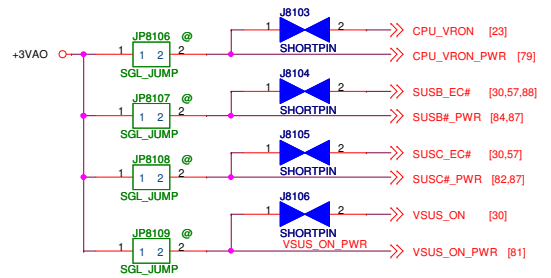 J8103
JP8106 @
1 2 CPU_VRON [23]
+3VAO 1 1 2 2 SHORTPIN
CPU_VRON_PWR [79]
SGL_JUMP
J8104
JP8107 @
1 2 SUSB_EC# [30,57,88]
1 1 2 2 SHORTPIN
SUSB#_PWR [84,87]
SGL_JUMP
J8105
JP8108 @
1 2 SUSC_EC# [30,57]
1 1 2 2 SHORTPIN
SUSC#_PWR [82,87]
SGL_JUMP
J8106
1 2 VSUS_ON [30]
JP8109 @
SHORTPIN
1 1 2 2 VSUS_ON_PWR
VSUS_ON_PWR [81]
SGL_JUMP